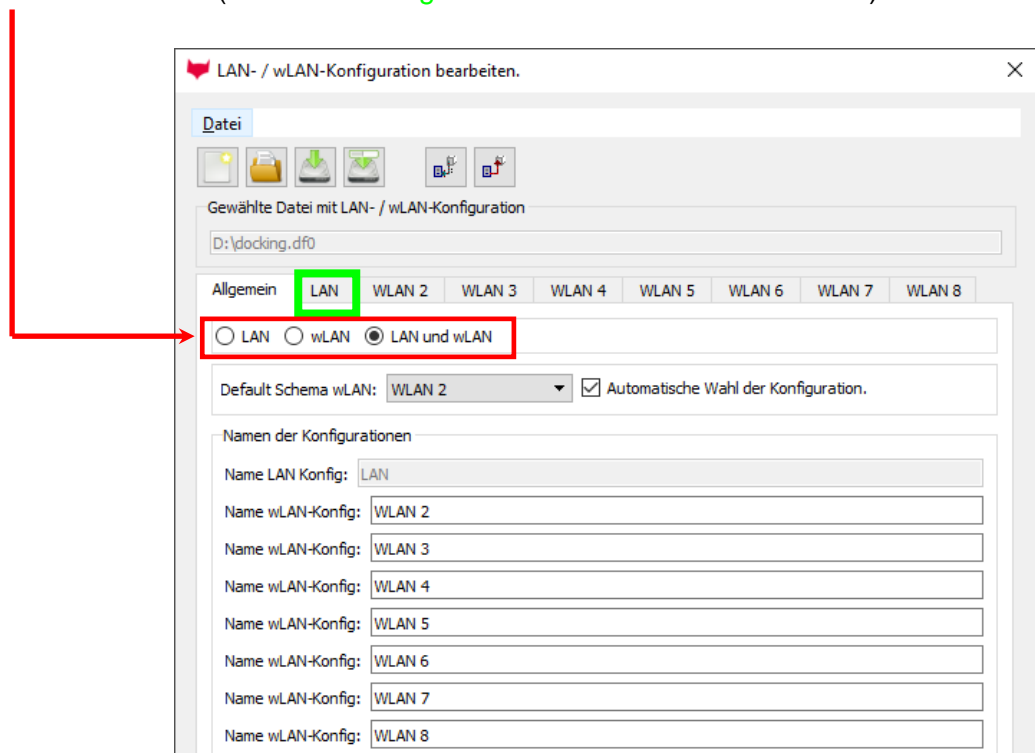 LAN- / wLAN-Konfiguration bearbeiten.
Datei
Gewählte Datei mit LAN- / wLAN-Konfiguration
D:\docking.df0
Allgemein LAN WLAN 2 WLAN 3 WLAN 4 WLAN 5 WLAN 6 WLAN 7 WLAN 8
LAN wLAN LAN und wLAN
Default Schema wLAN: WLAN 2 Automatische Wahl der Konfiguration.
Namen der Konfigurationen
Name LAN Konfig: LAN
Name wLAN-Konfig: WLAN 2
Name wLAN-Konfig: WLAN 3
Name wLAN-Konfig: WLAN 4
Name wLAN-Konfig: WLAN 5
Name wLAN-Konfig: WLAN 6
Name wLAN-Konfig: WLAN 7
Name wLAN-Konfig: WLAN 8